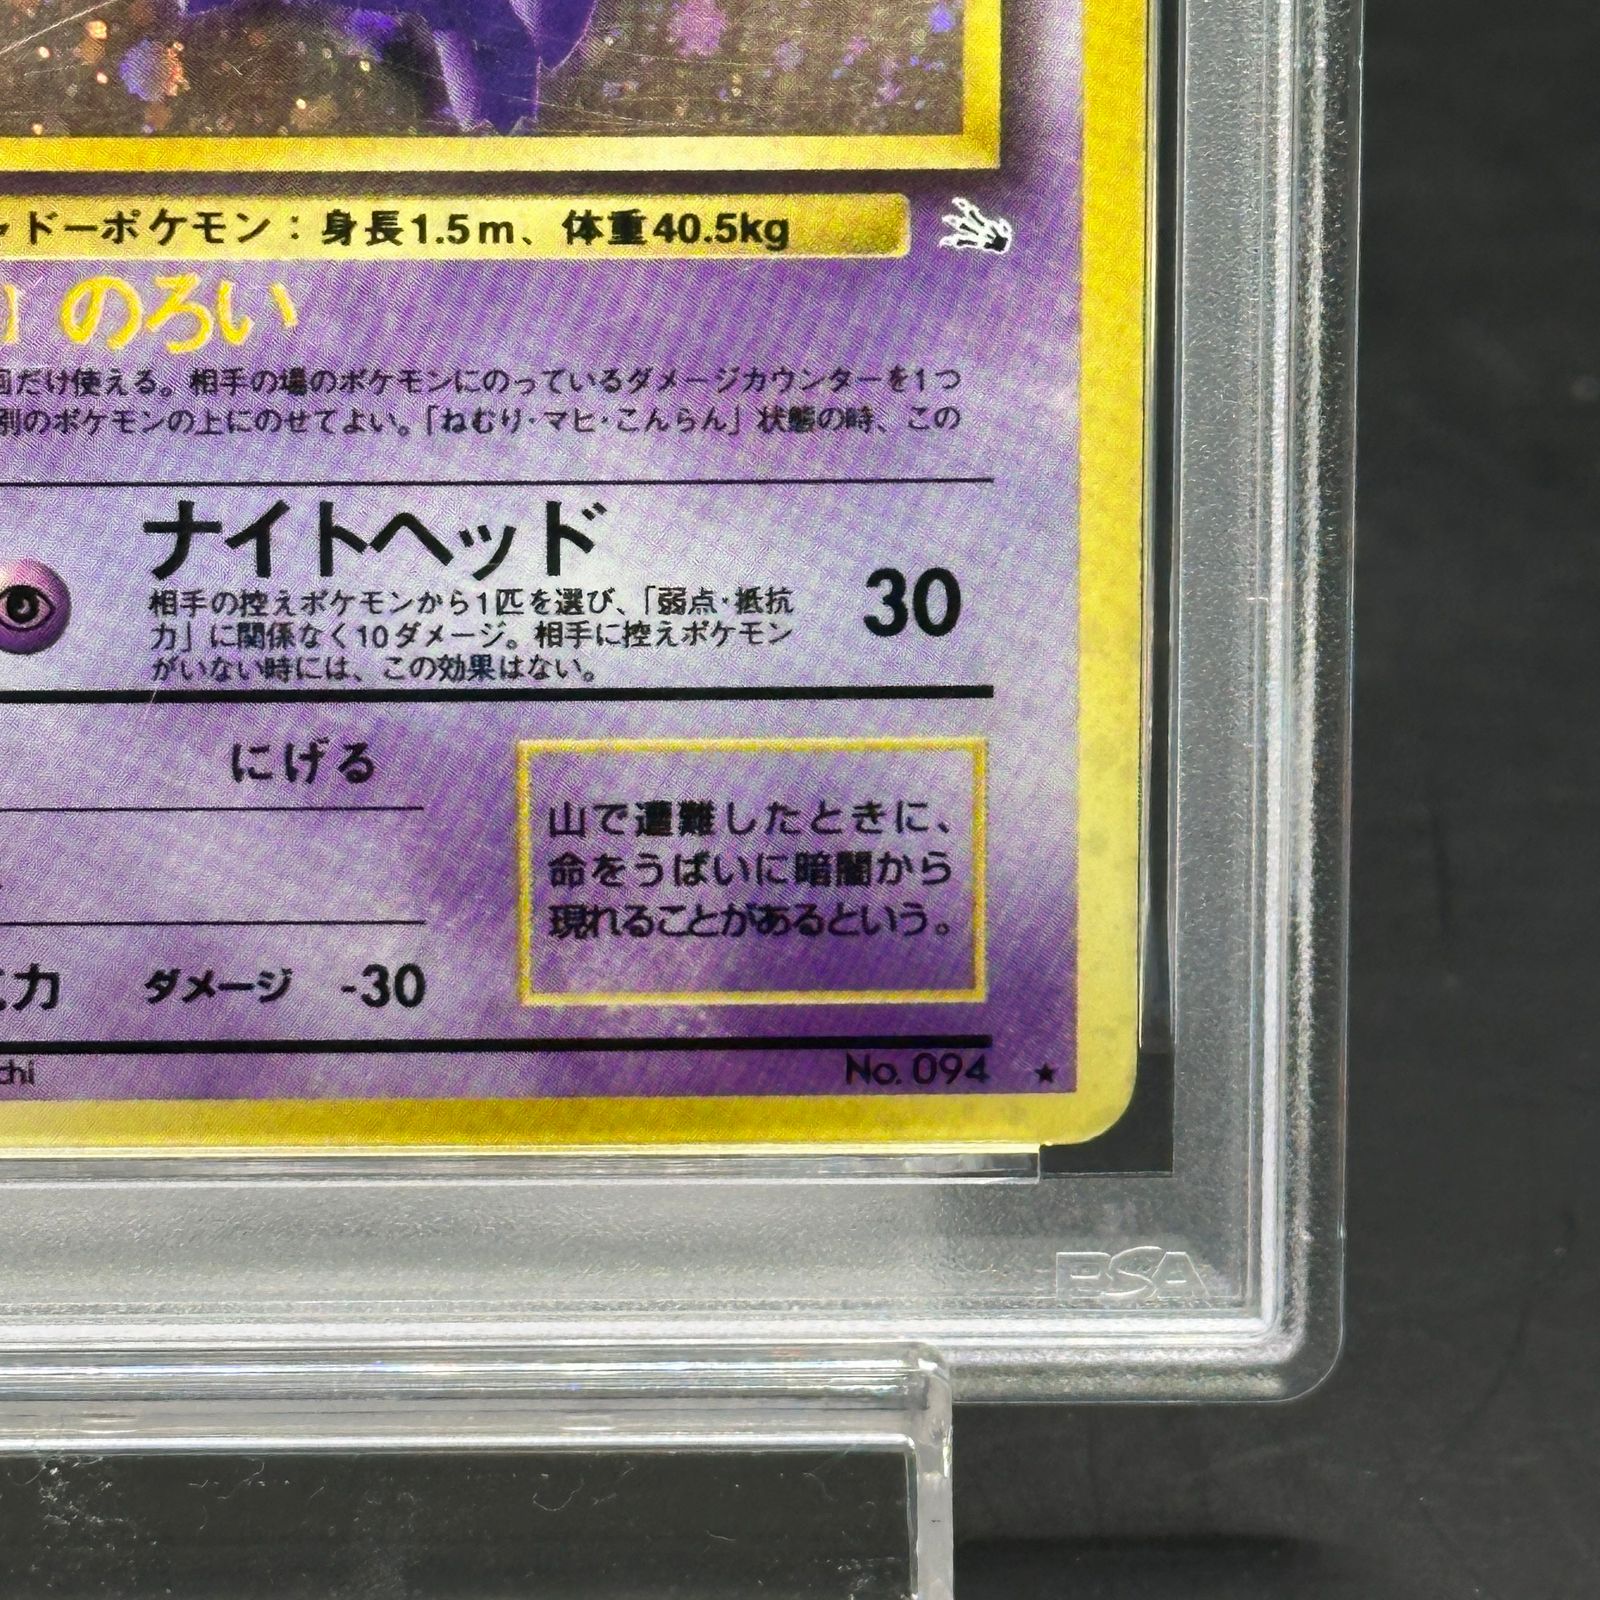 ドーポケモン：身長1.5m、体重40.5kg
のろい
回だけ使える。相手の場のポケモンにのっているダメージカウンターを1つ
別のポケモンの上にのせてよい。「ねむり・マヒ・こんらん」状態の時、この
ナイトヘッド
30
相手の控えポケモンから1匹を選び、「弱点・抵抗
力」に関係なく10ダメージ。相手に控えポケモン
がいない時には、この効果はない。
にげる
山で遭難したときに、
命をうばいに暗闇から
現れることがあるという。
力 ダメージ -30
chi
No. 094 ★
PSA